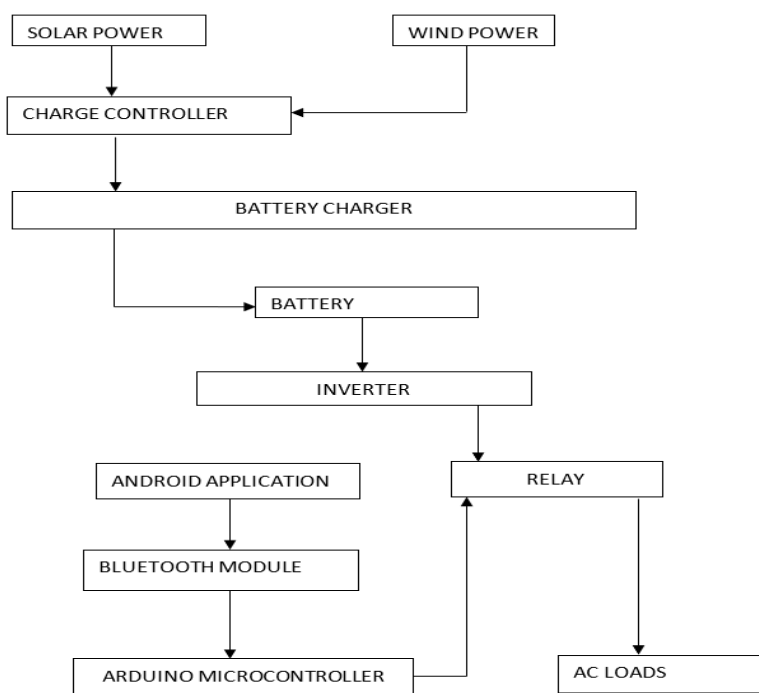 SOLAR POWER
WIND POWER
CHARGE CONTROLLER
BATTERY CHARGER
BATTERY
INVERTER
ANDROID APPLICATION
RELAY
BLUETOOTH MODULE
ARDUINO MICROCONTROLLER
AC LOADS